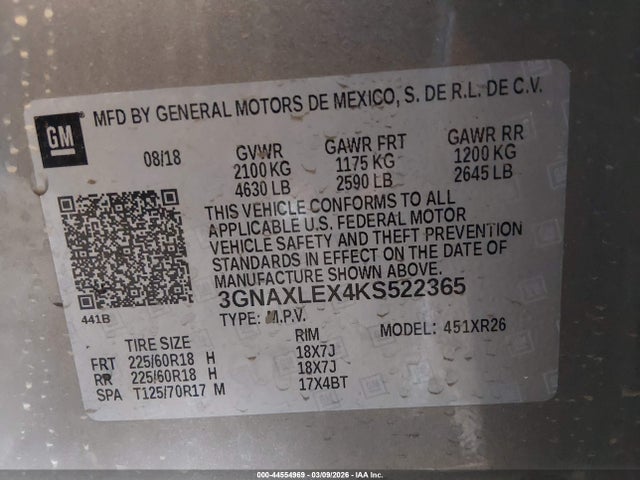 GM
MFD BY GENERAL MOTORS DE MEXICO, S. DE R.L. DE C.V.
08/18 GVWR GAWR FRT GAWR RR
2100 KG 1175 KG 1200 KG
4630 LB 2590 LB 2645 LB
THIS VEHICLE CONFORMS TO ALL
APPLICABLE U.S. FEDERAL MOTOR
VEHICLE SAFETY AND THEFT PREVENTION
STANDARDS IN EFFECT ON THE DATE OF
MANUFACTURE SHOWN ABOVE.
3GNAXLEX4KS522365
441B TYPE: M.P.V. MODEL: 451XR26
TIRE SIZE RIM
FRT 225/60R18 H 18X7J
RR 225/60R18 H 18X7J
SPA T125/70R17 M 17X4BT
000-44554969 | 03/09/2026 - IAA Inc.